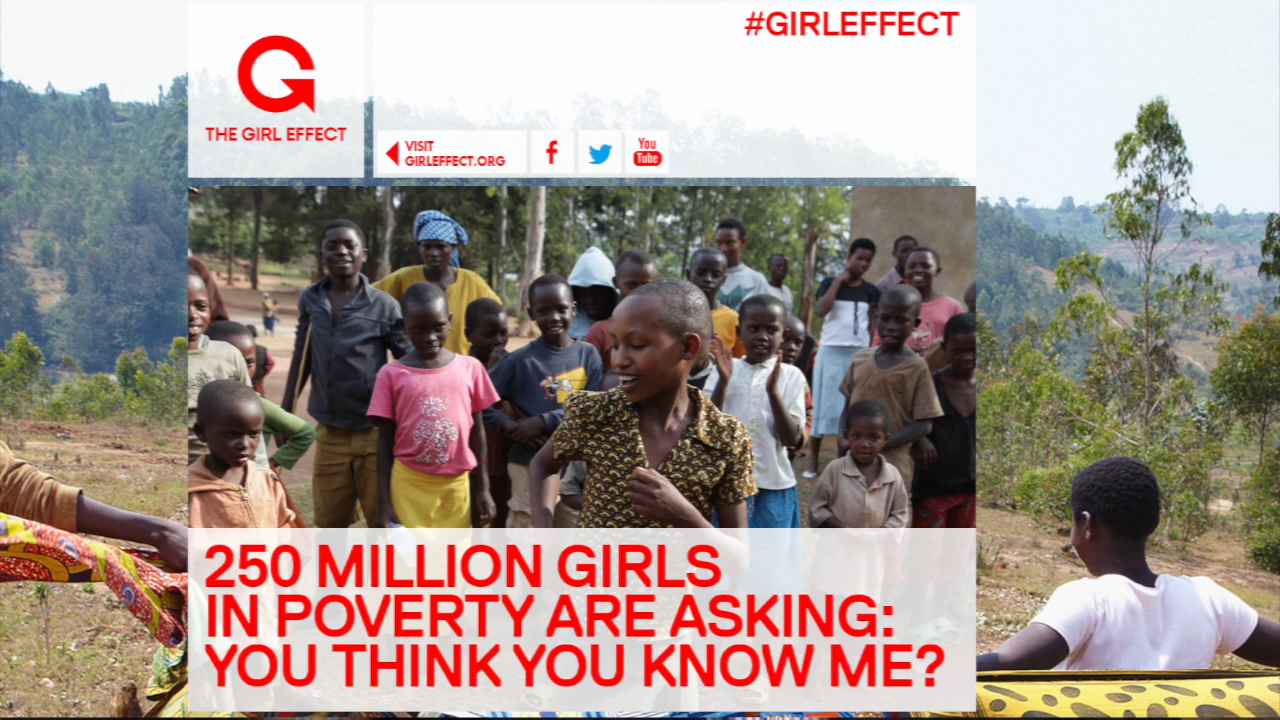 #GIRLEFFECT
THE GIRL EFFECT
VISIT
GIRLEFFECT.ORG
You
Tube
250 MILLION GIRLS
IN POVERTY ARE ASKING:
YOU THINK YOU KNOW ME?